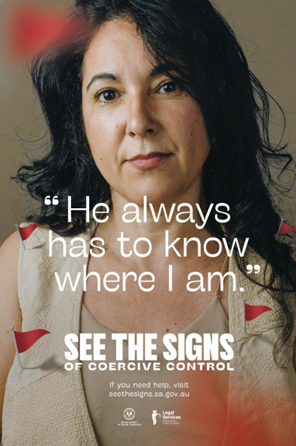 “He always
has to know
where I am.”
SEE THE SIGNS
OF COERCIVE CONTROL
If you need help, visit
seethesigns.sa.gov.au
Legal
Services